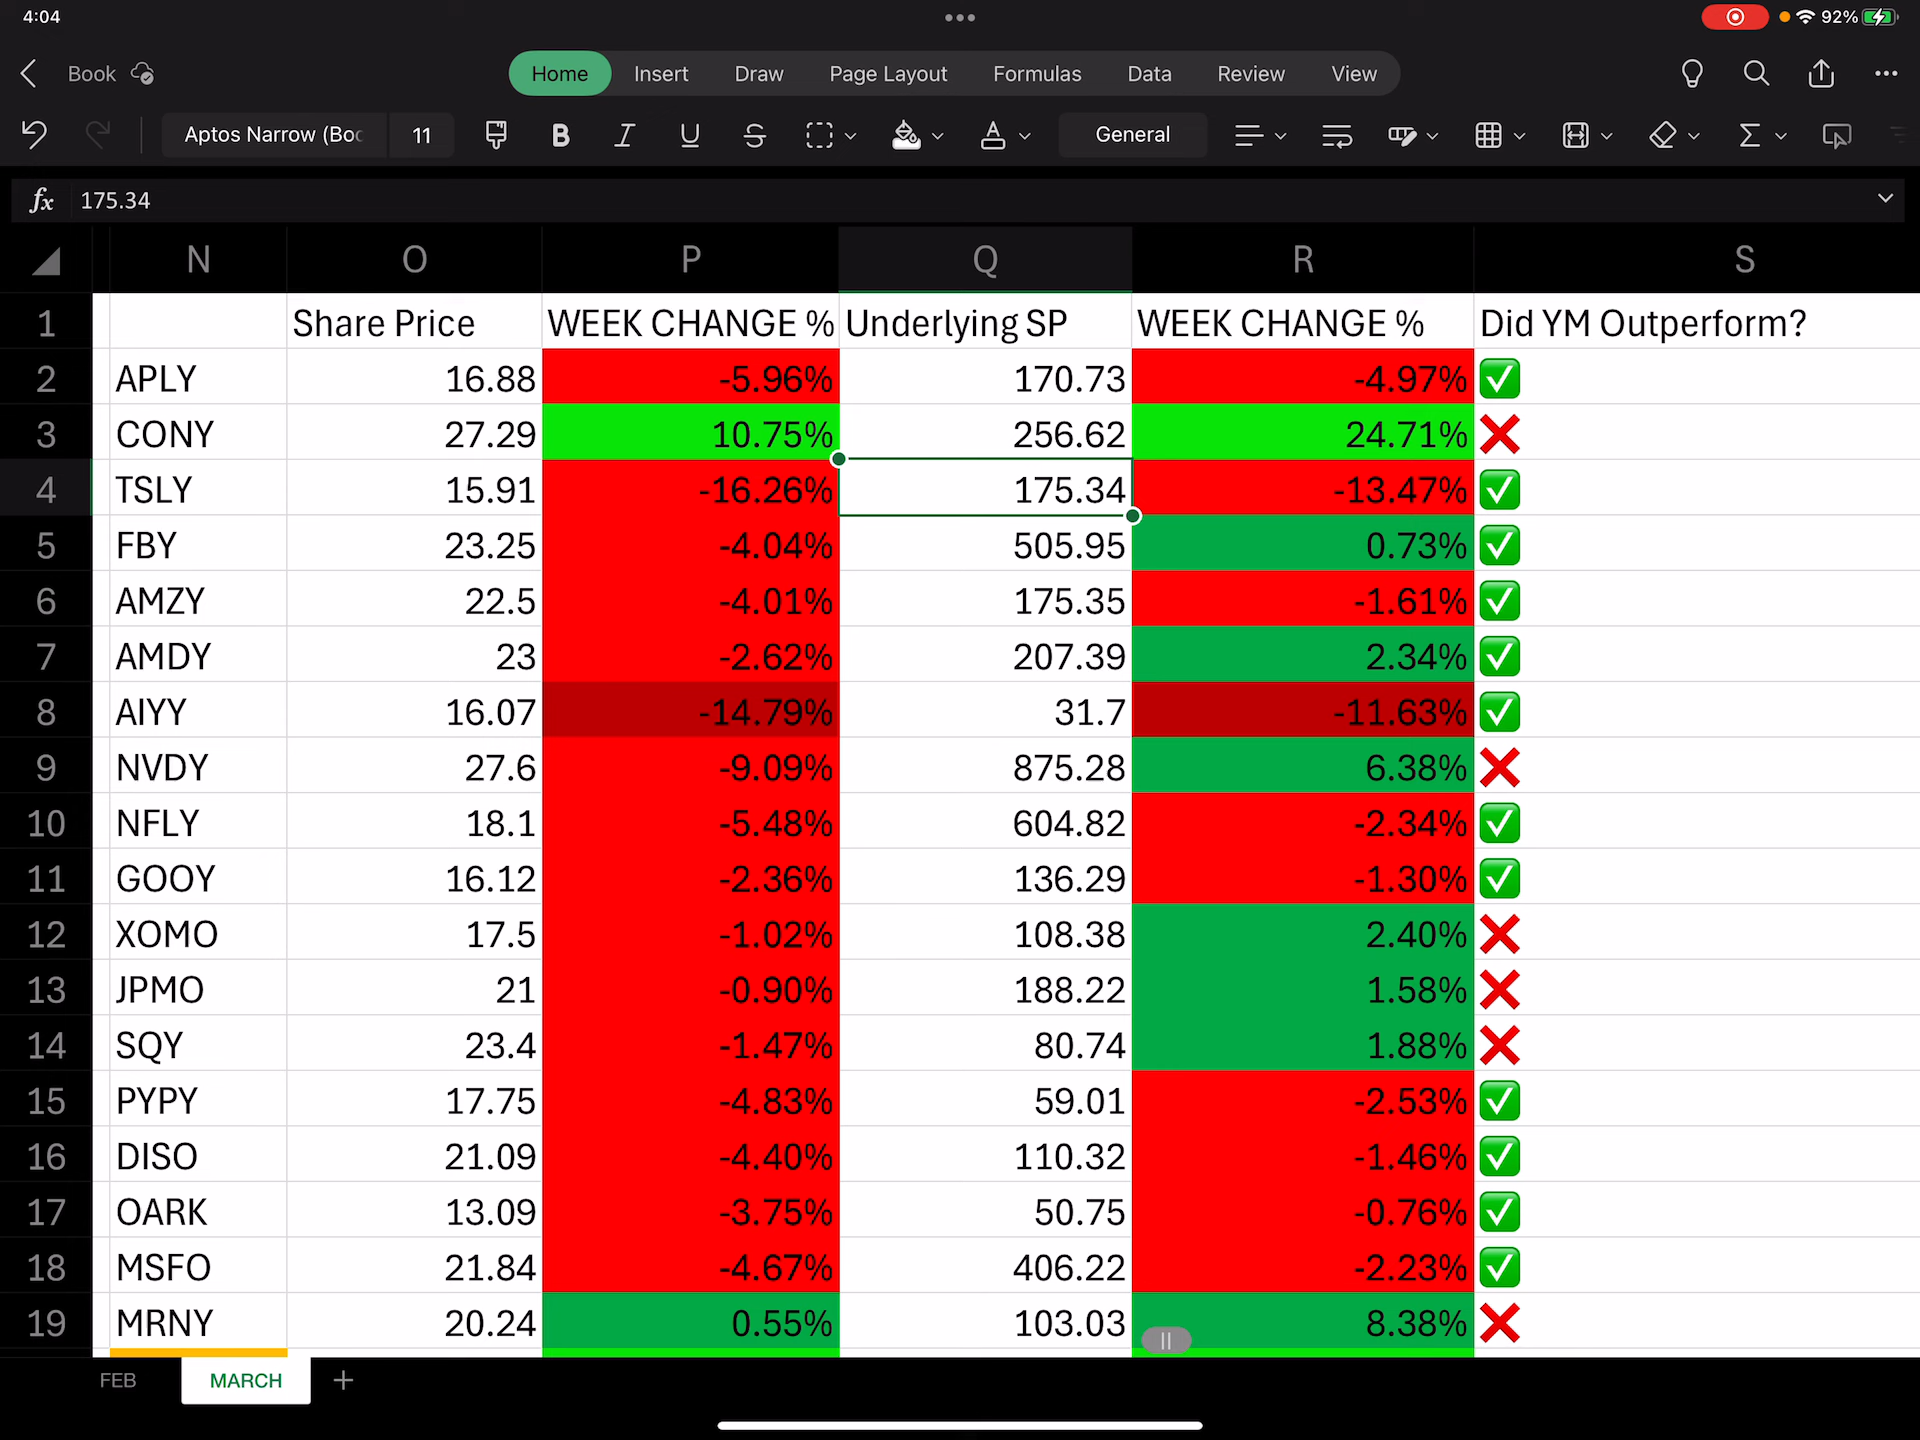 4:04
92%
Book
Home Insert Draw Page Layout Formulas Data Review View
Aptos Narrow (Boc 11 General
fx 175.34
N O P Q R S
1 Share Price WEEK CHANGE % Underlying SP WEEK CHANGE % Did YM Outperform?
2 APLY 16.88 -5.96% 170.73 -4.97% ✅
3 CONY 27.29 10.75% 256.62 24.71% ❌
4 TSLY 15.91 -16.26% 175.34 -13.47% ✅
5 FBY 23.25 -4.04% 505.95 0.73% ✅
6 AMZY 22.5 -4.01% 175.35 -1.61% ✅
7 AMDY 23 -2.62% 207.39 2.34% ✅
8 AIYY 16.07 -14.79% 31.7 -11.63% ✅
9 NVDY 27.6 -9.09% 875.28 6.38% ❌
10 NFLY 18.1 -5.48% 604.82 -2.34% ✅
11 GOOY 16.12 -2.36% 136.29 -1.30% ✅
12 XOMO 17.5 -1.02% 108.38 2.40% ❌
13 JPMO 21 -0.90% 188.22 1.58% ❌
14 SQY 23.4 -1.47% 80.74 1.88% ❌
15 PYPY 17.75 -4.83% 59.01 -2.53% ✅
16 DISO 21.09 -4.40% 110.32 -1.46% ✅
17 OARK 13.09 -3.75% 50.75 -0.76% ✅
18 MSFO 21.84 -4.67% 406.22 -2.23% ✅
19 MRNY 20.24 0.55% 103.03 8.38% ❌
FEB MARCH +